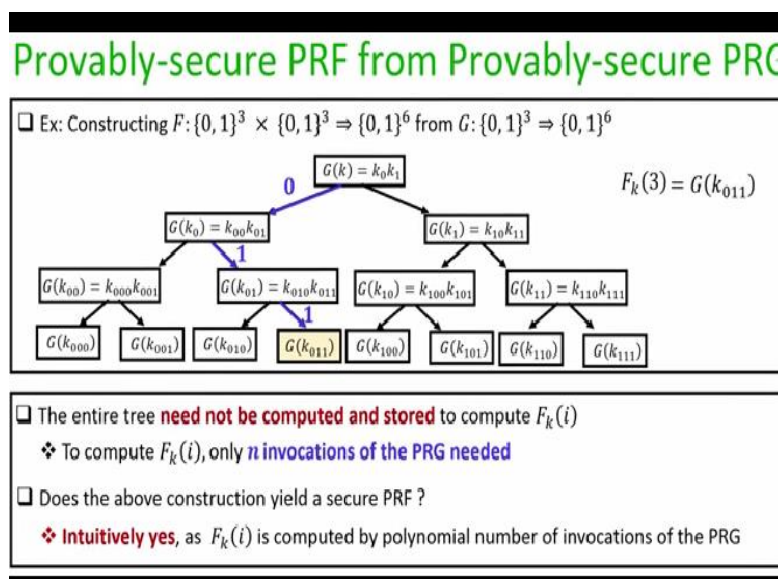 Provably-secure PRF from Provably-secure PRG
❑ Ex: Constructing F:{0,1}³ × {0,1}³ ⇒ {0,1}⁶ from G:{0,1}³ ⇒ {0,1}⁶
G(k) = k₀k₁
F_k(3) = G(k₀₁₁)
0
G(k₀) = k₀₀k₀₁
G(k₁) = k₁₀k₁₁
1
G(k₀₀) = k₀₀₀k₀₀₁
G(k₀₁) = k₀₁₀k₀₁₁
G(k₁₀) = k₁₀₀k₁₀₁
G(k₁₁) = k₁₁₀k₁₁₁
1
G(k₀₀₀)
G(k₀₀₁)
G(k₀₁₀)
G(k₀₁₁)
G(k₁₀₀)
G(k₁₀₁)
G(k₁₁₀)
G(k₁₁₁)
❑ The entire tree need not be computed and stored to compute F_k(i)
❖ To compute F_k(i), only n invocations of the PRG needed
❑ Does the above construction yield a secure PRF ?
❖ Intuitively yes, as F_k(i) is computed by polynomial number of invocations of the PRG